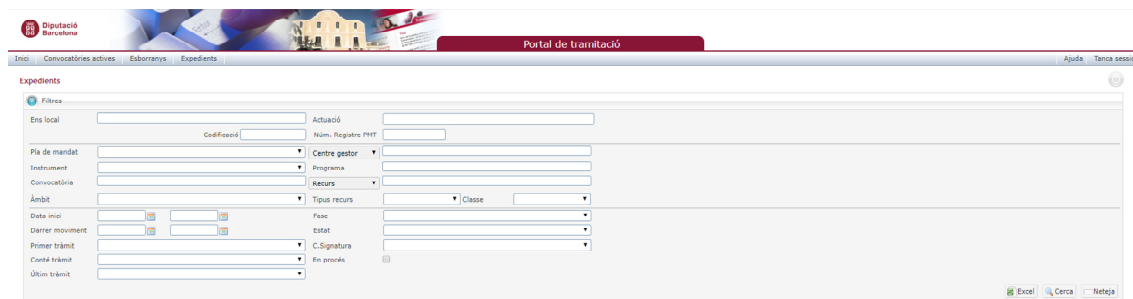 Diputació
Barcelona
Portal de tramitació
Inici Convocatòries actives Esborranys Expedients Ajuda Tanca sessi
Expedients
Filtres
Ens local Actuació
Codificació Núm. Registre PMT
Pla de mandat Centre gestor
Instrument Programa
Convocatòria Recurs
Àmbit Tipus recurs Classe
Data inici Fase
Darrer moviment Estat
Primer tràmit C.Signatura
Conté tràmit En procés
Últim tràmit
Excel Cerca Neteja